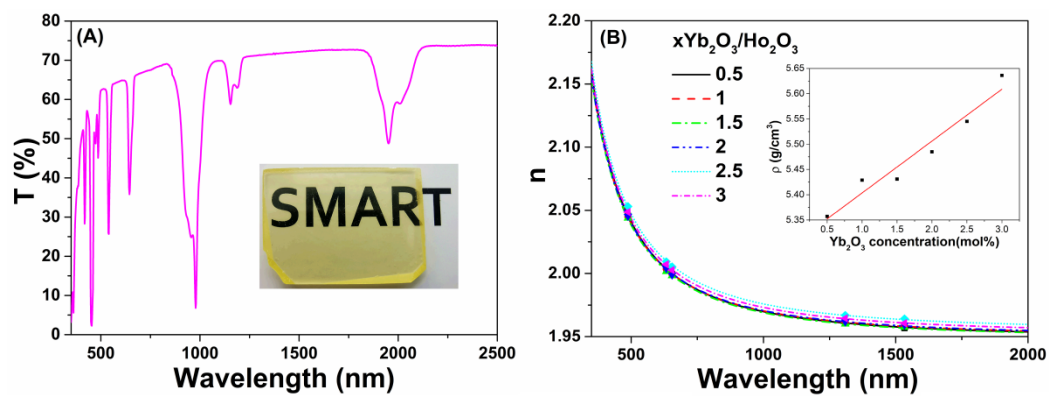 (A)
80
70
60
50
40
30
20
10
0
T (%)
500 1000 1500 2000 2500
Wavelength (nm)
SMART
(B)
2.20
2.15
2.10
2.05
2.00
1.95
n
500 1000 1500 2000
Wavelength (nm)
xYb₂O₃/Ho₂O₃
0.5
1
1.5
2
2.5
3
5.65
5.60
5.55
5.50
5.45
5.40
5.35
ρ (g/cm³)
0.5 1.0 1.5 2.0 2.5 3.0
Yb₂O₃ concentration(mol%)